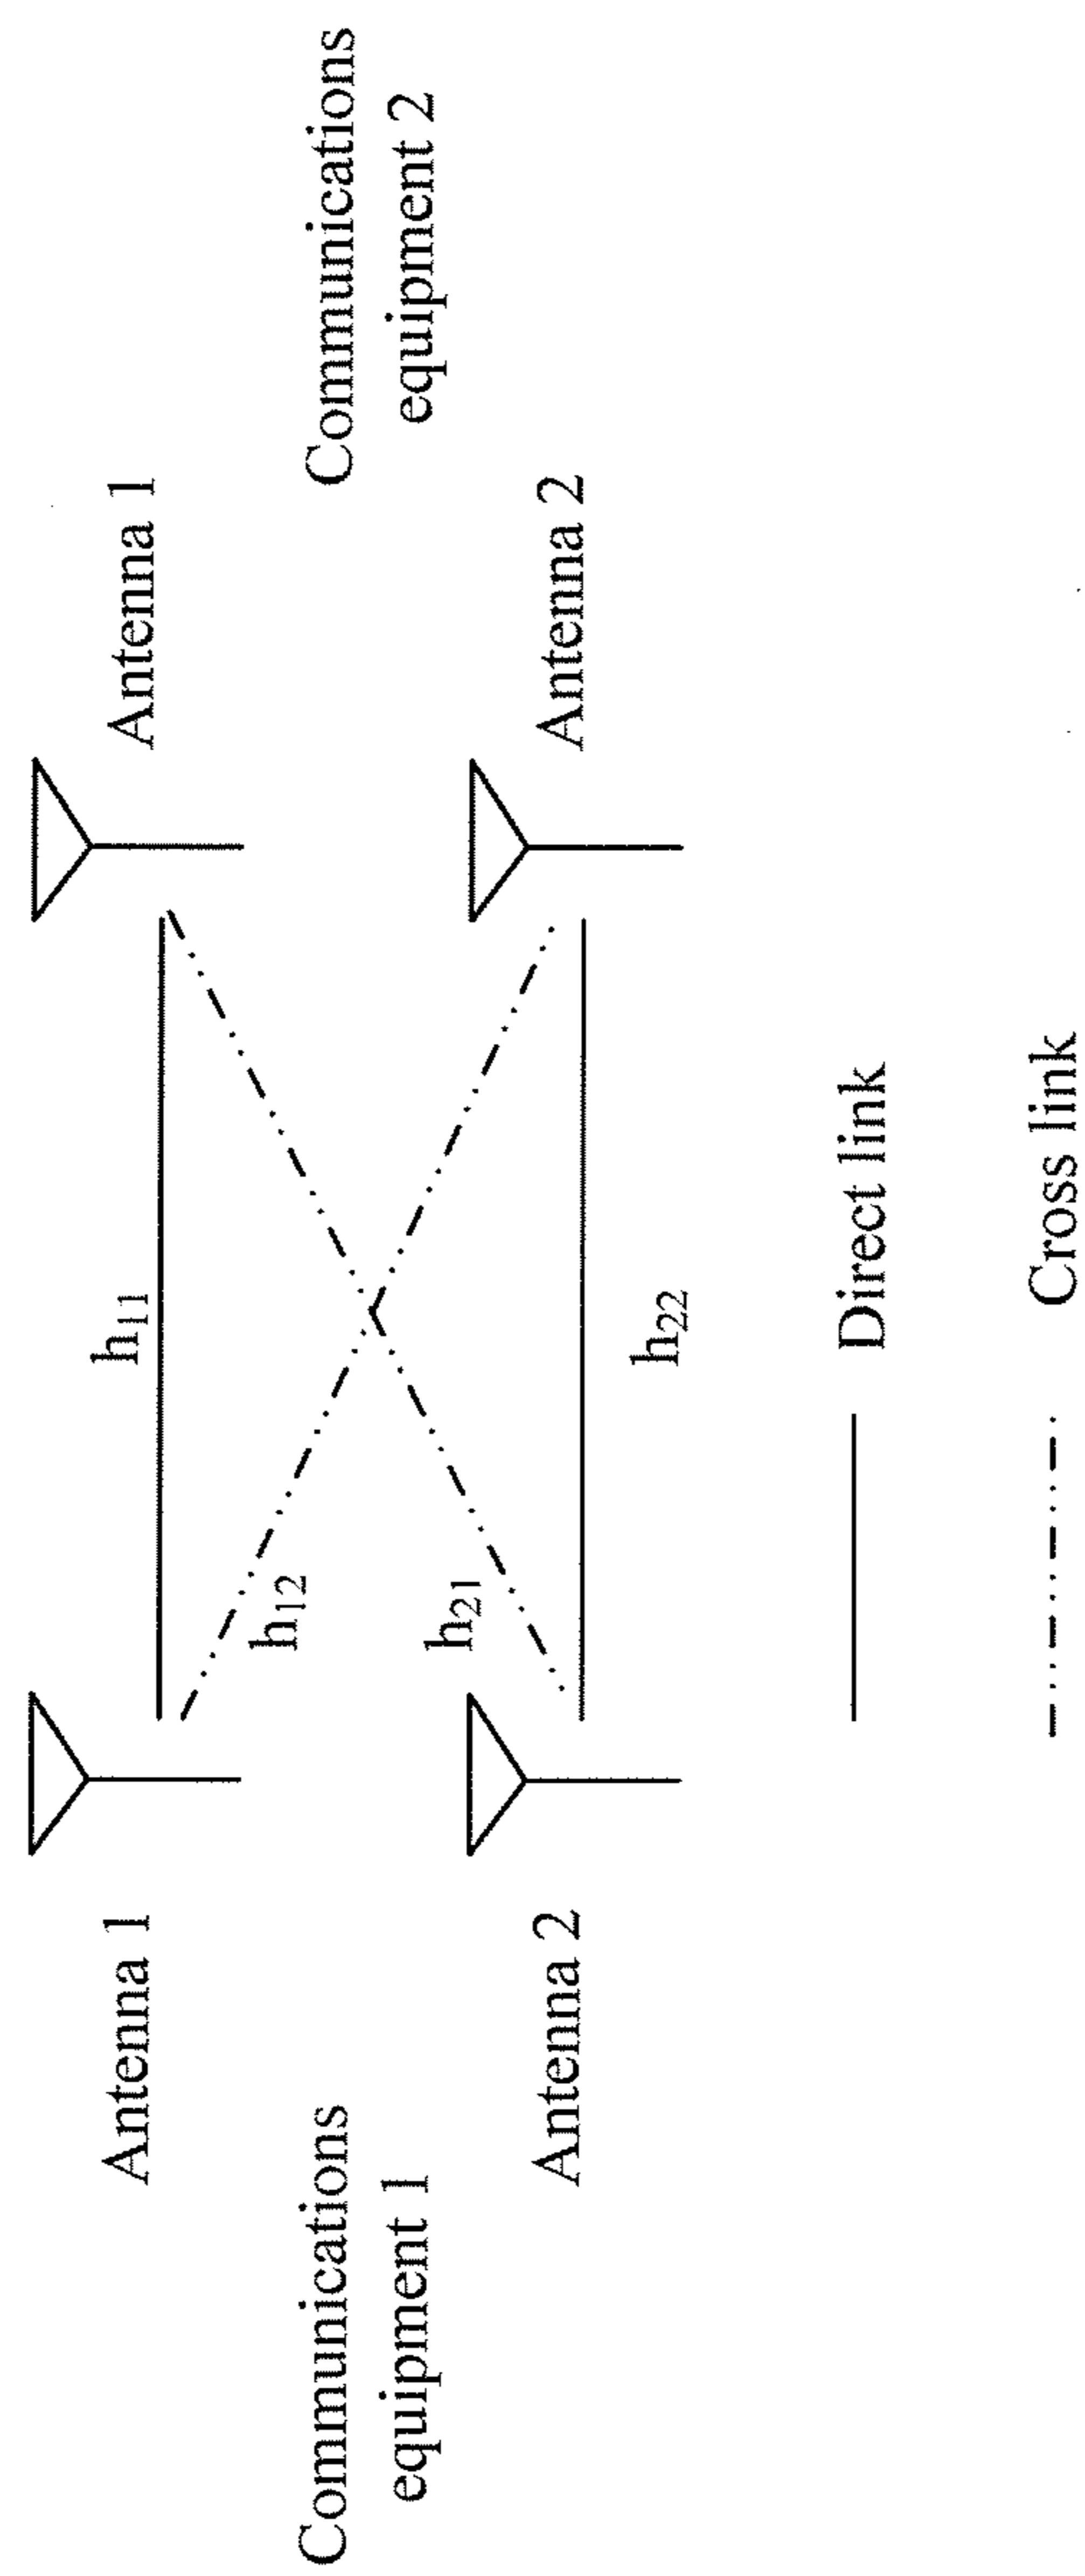 Antenna 1
h11
Antenna 1
Communications
equipment 1
h12
h21
Communications
equipment 2
Antenna 2
h22
Antenna 2
Direct link
Cross link